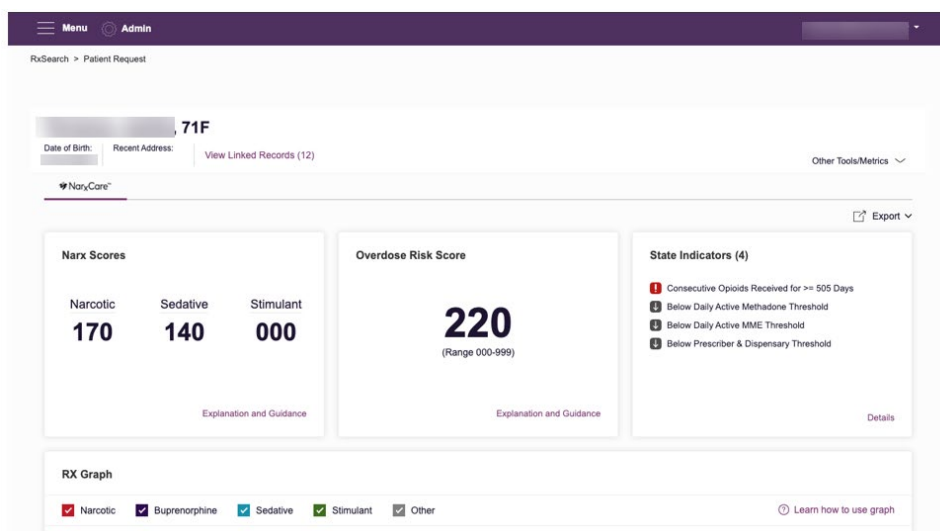 Menu Admin
RxSearch > Patient Request
, 71F
Date of Birth: Recent Address: View Linked Records (12)
Other Tools/Metrics
NarxCare™
Export
Narx Scores
Narcotic Sedative Stimulant
170 140 000
Explanation and Guidance
Overdose Risk Score
220
(Range 000-999)
Explanation and Guidance
State Indicators (4)
Consecutive Opioids Received for >= 505 Days
Below Daily Active Methadone Threshold
Below Daily Active MME Threshold
Below Prescriber & Dispensary Threshold
Details
RX Graph
Narcotic Buprenorphine Sedative Stimulant Other
Learn how to use graph